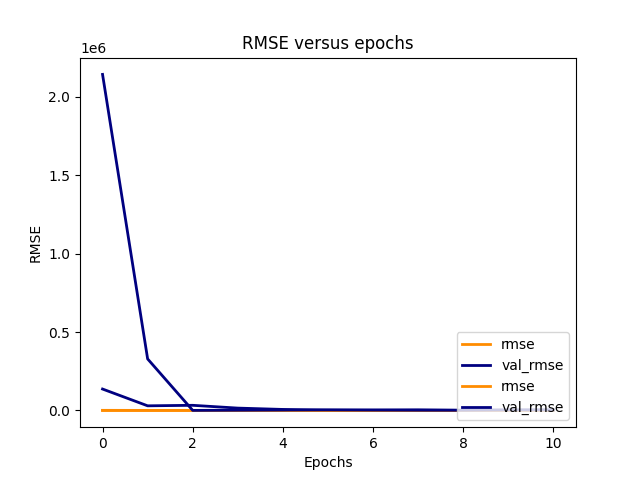 RMSE versus epochs
1e6
2.0
1.5
1.0
0.5
0.0
RMSE
0 2 4 6 8 10
Epochs
rmse
val_rmse
rmse
val_rmse